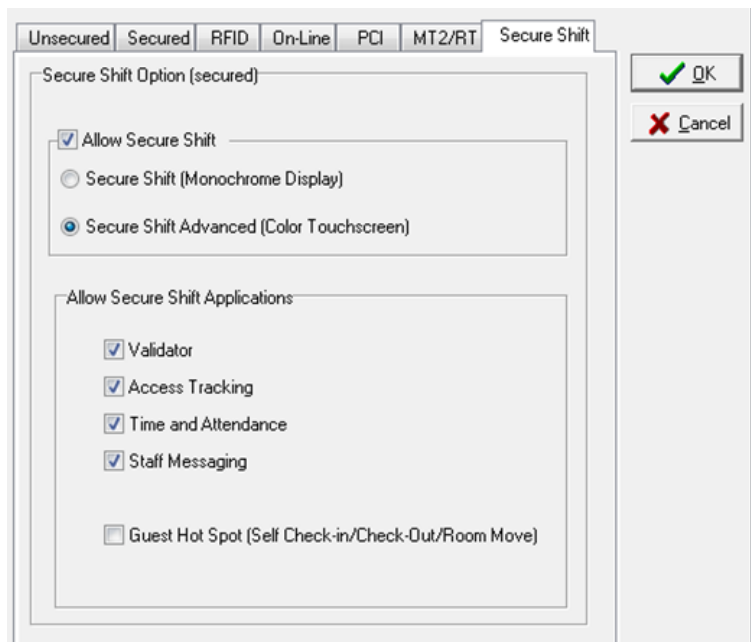 Unsecured Secured RFID On-Line PCI MT2/RT Secure Shift
Secure Shift Option (secured)
OK
Cancel
Allow Secure Shift
Secure Shift (Monochrome Display)
Secure Shift Advanced (Color Touchscreen)
Allow Secure Shift Applications
Validator
Access Tracking
Time and Attendance
Staff Messaging
Guest Hot Spot (Self Check-in/Check-Out/Room Move)